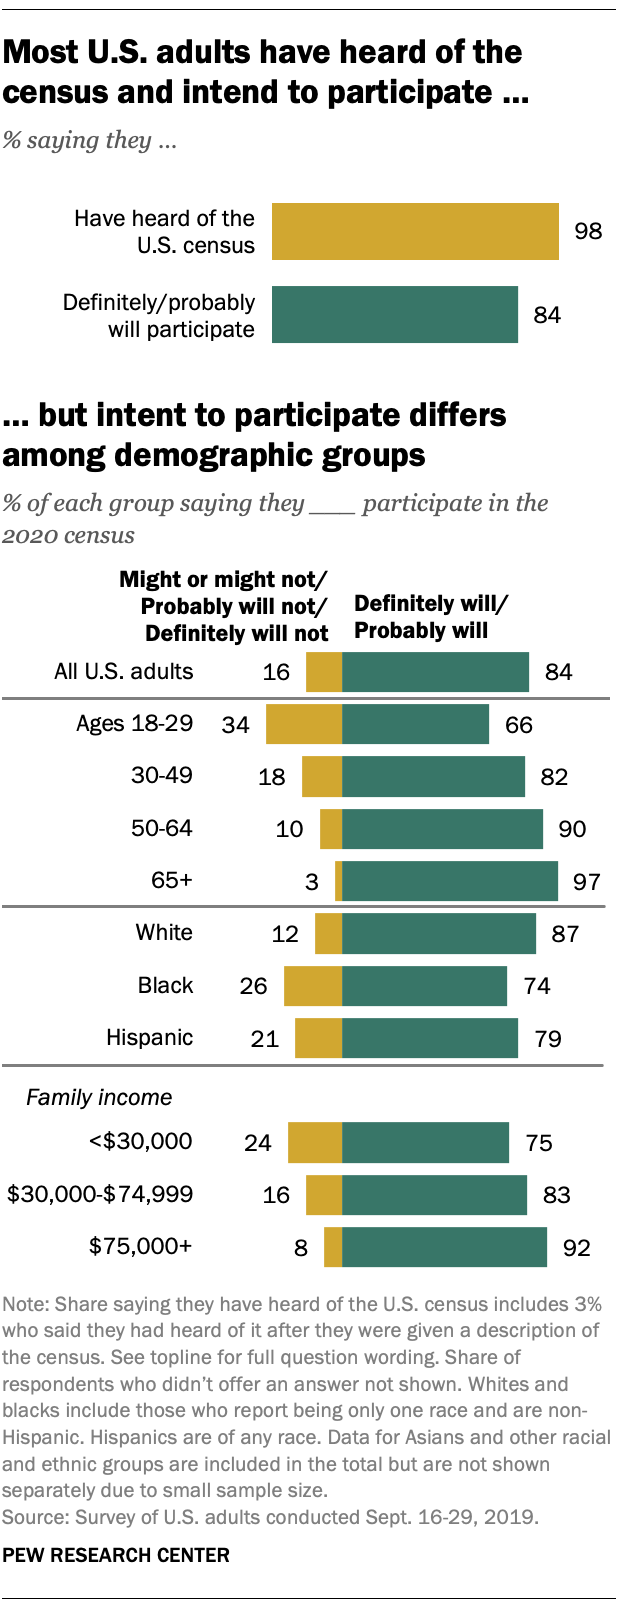 Most U.S. adults have heard of the
census and intend to participate ...
% saying they ...
Have heard of the
U.S. census
98
Definitely/probably
will participate
84
... but intent to participate differs
among demographic groups
% of each group saying they ___ participate in the
2020 census
Might or might not/
Probably will not/
Definitely will not
Definitely will/
Probably will
All U.S. adults 16 84
Ages 18-29 34 66
30-49 18 82
50-64 10 90
65+ 3 97
White 12 87
Black 26 74
Hispanic 21 79
Family income
<$30,000 24 75
$30,000-$74,999 16 83
$75,000+ 8 92
Note: Share saying they have heard of the U.S. census includes 3%
who said they had heard of it after they were given a description of
the census. See topline for full question wording. Share of
respondents who didn't offer an answer not shown. Whites and
blacks include those who report being only one race and are non-
Hispanic. Hispanics are of any race. Data for Asians and other racial
and ethnic groups are included in the total but are not shown
separately due to small sample size.
Source: Survey of U.S. adults conducted Sept. 16-29, 2019.
PEW RESEARCH CENTER